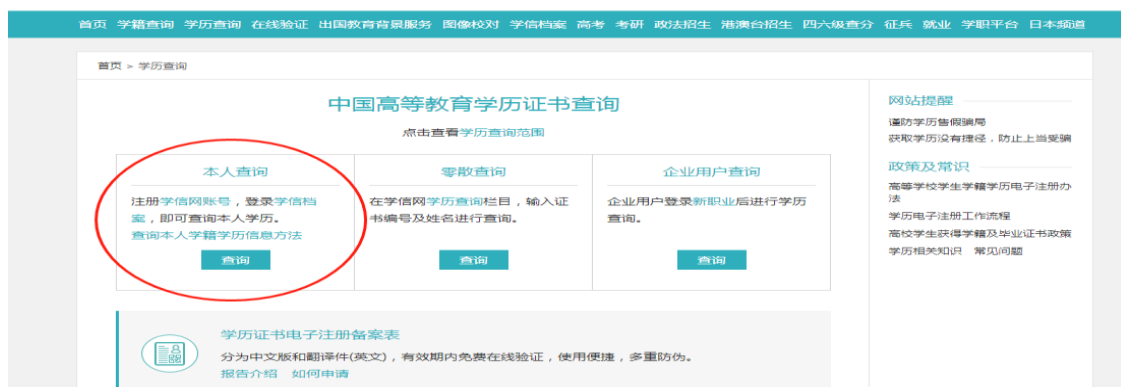 首页 学籍查询 学历查询 在线验证 出国教育背景服务 图像校对 学信档案 高考 考研 政法招生 港澳台招生 四六级查分 征兵 就业 学职平台 日本频道
首页 > 学历查询
中国高等教育学历证书查询
点击查看学历查询范围
本人查询
注册学信网账号，登录学信档
案，即可查询本人学历。
查询本人学籍学历信息方法
查询
零散查询
在学信网学历查询栏目，输入证
书编号及姓名进行查询。
查询
企业用户查询
企业用户登录新职业后进行学历
查询。
查询
学历证书电子注册备案表
分为中文版和翻译件(英文)，有效期内免费在线验证，使用便捷，多重防伪。
报告介绍 如何申请
网站提醒
谨防学历售假骗局
获取学历没有捷径，防止上当受骗
政策及常识
高等学校学生学籍学历电子注册办
法
学历电子注册工作流程
高校学生获得学籍及毕业证书政策
学历相关知识 常见问题